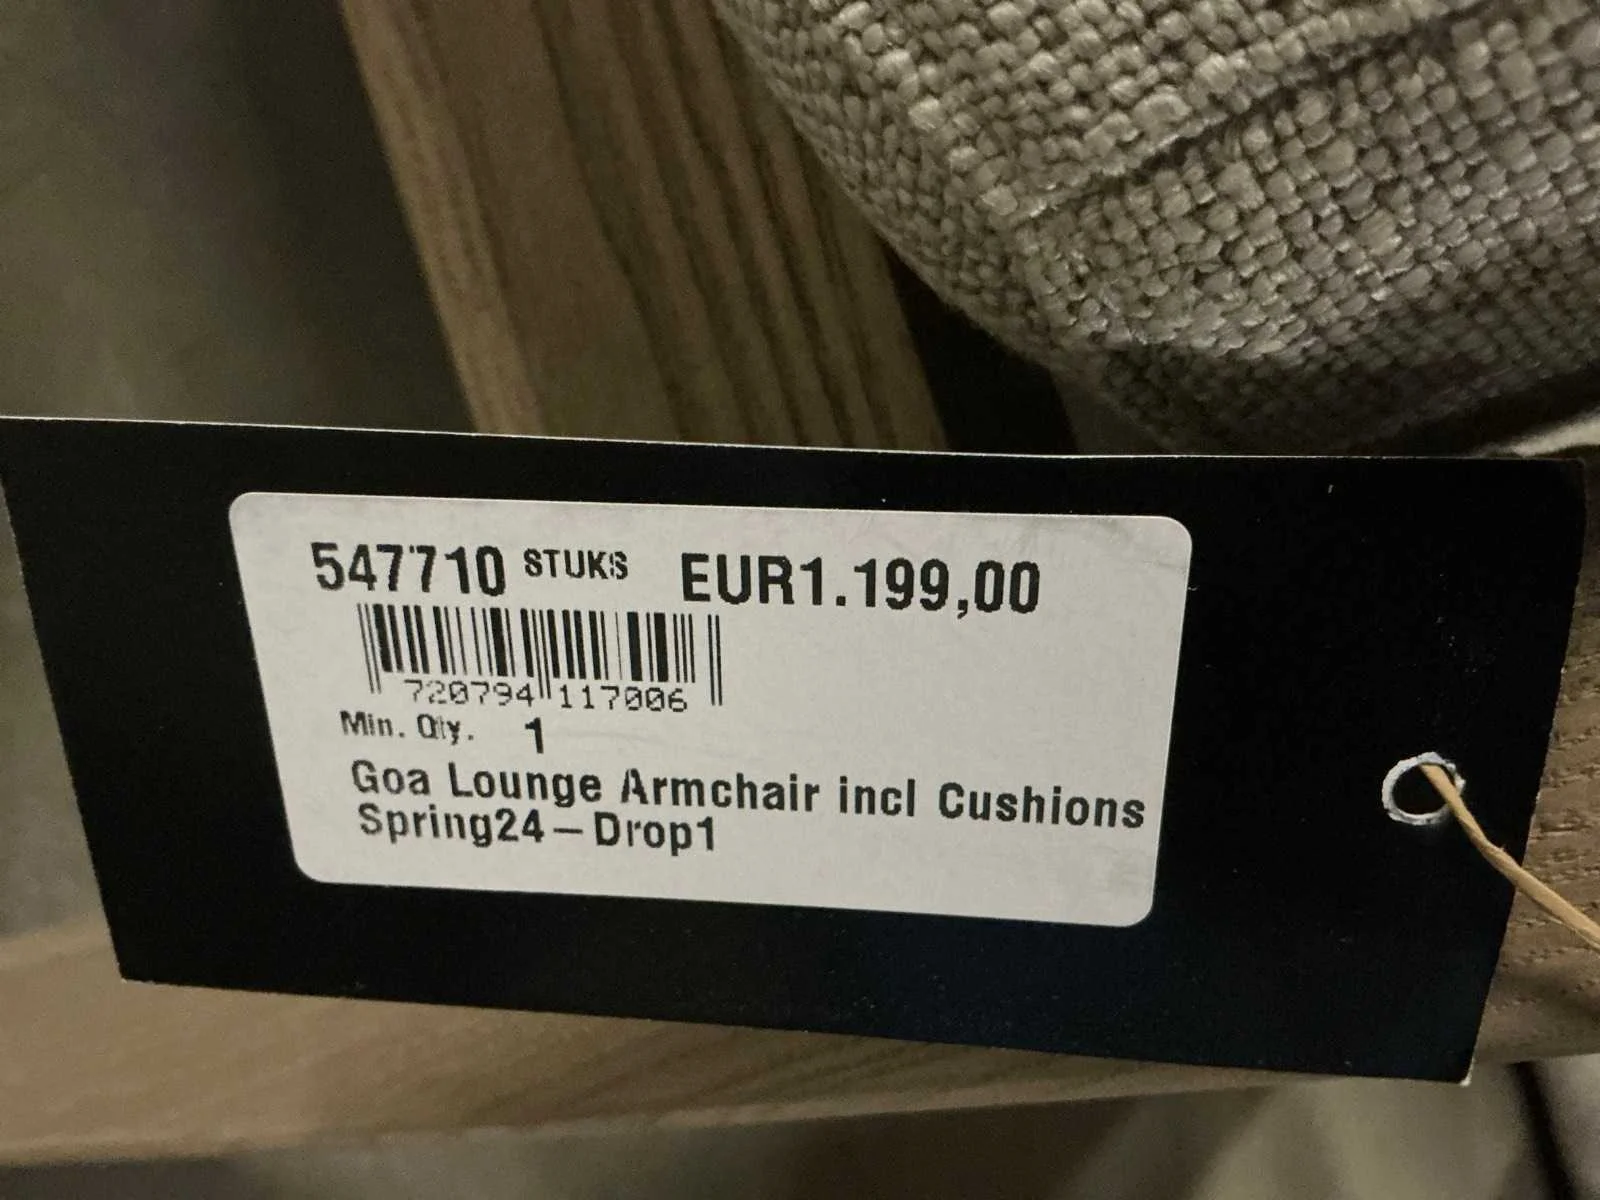 547710 STUKS EUR1.199,00
720794 117006
Min. Qty. 1
Goa Lounge Armchair incl Cushions
Spring24-Drop1